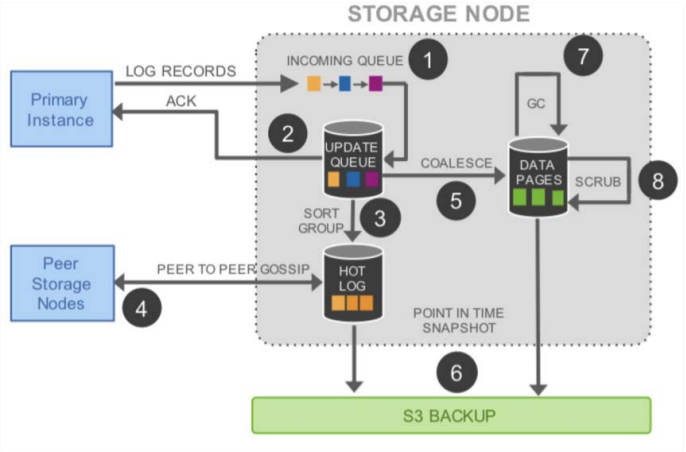 STORAGE NODE
INCOMING QUEUE
1
7
LOG RECORDS
Primary
Instance
ACK
GC
2
UPDATE
QUEUE
COALESCE
DATA
PAGES
SCRUB
8
5
SORT
GROUP
3
Peer
Storage
Nodes
PEER TO PEER GOSSIP
HOT
LOG
4
POINT IN TIME
SNAPSHOT
6
S3 BACKUP